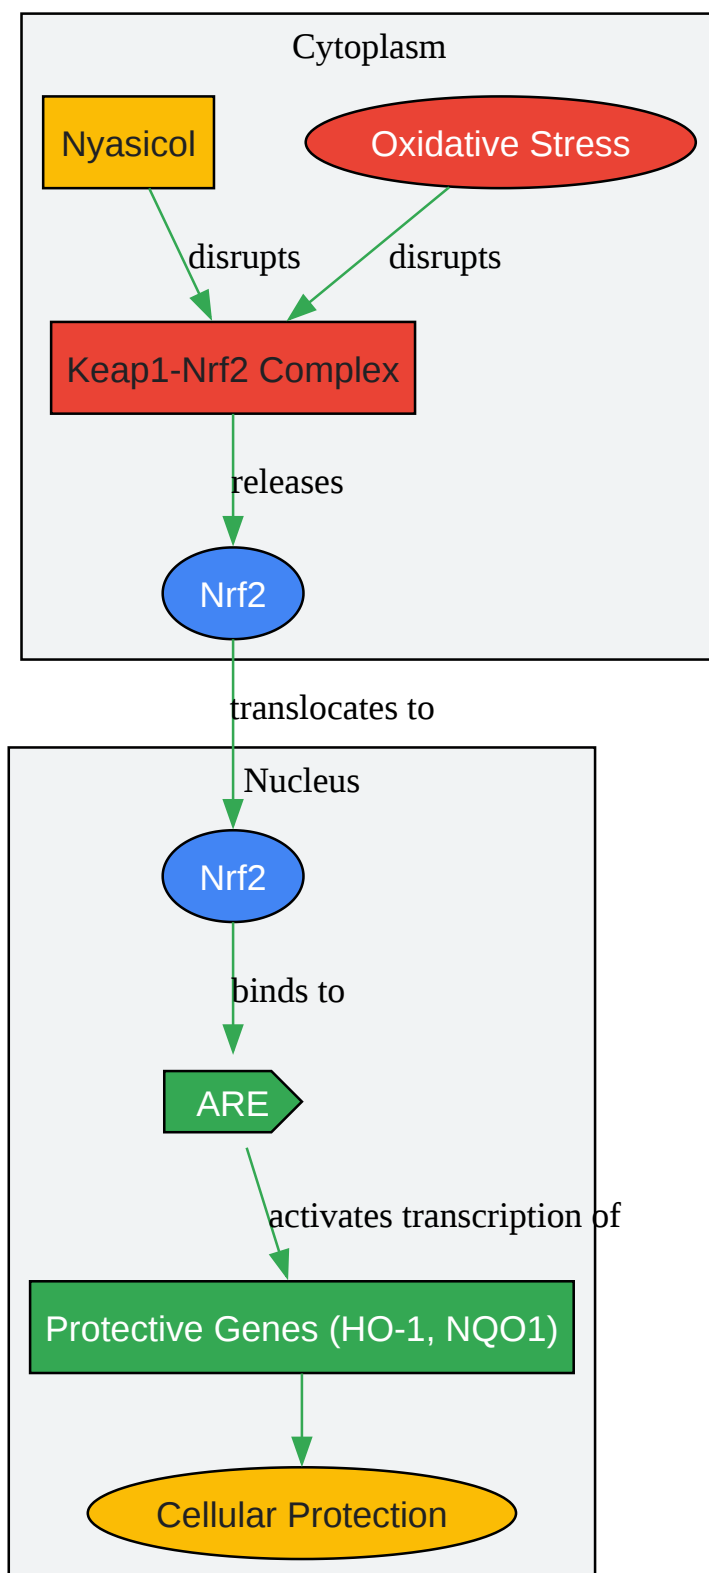 Cytoplasm
Nyasicol
Oxidative Stress
disrupts
disrupts
Keap1-Nrf2 Complex
releases
Nrf2
translocates to
Nucleus
Nrf2
binds to
ARE
activates transcription of
Protective Genes (HO-1, NQO1)
Cellular Protection